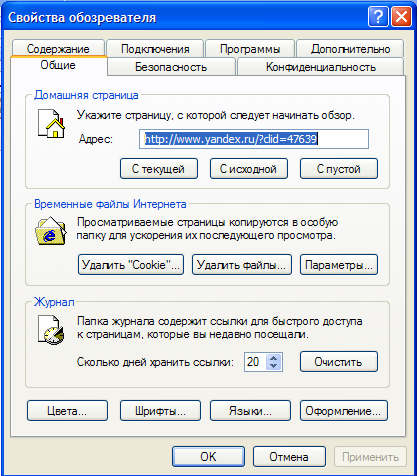 Свойства обозревателя
Содержание Подключения Программы Дополнительно
Общие Безопасность Конфиденциальность
Домашняя страница
Укажите страницу, с которой следует начинать обзор.
Адрес: http://www.yandex.ru/?clid=47639
С текущей С исходной С пустой
Временные файлы Интернета
Просматриваемые страницы копируются в особую
папку для ускорения их последующего просмотра.
Удалить "Cookie"... Удалить файлы... Параметры...
Журнал
Папка журнала содержит ссылки для быстрого доступа
к страницам, которые вы недавно посещали.
Сколько дней хранить ссылки: 20 Очистить
Цвета... Шрифты... Языки... Оформление...
OK Отмена Применить